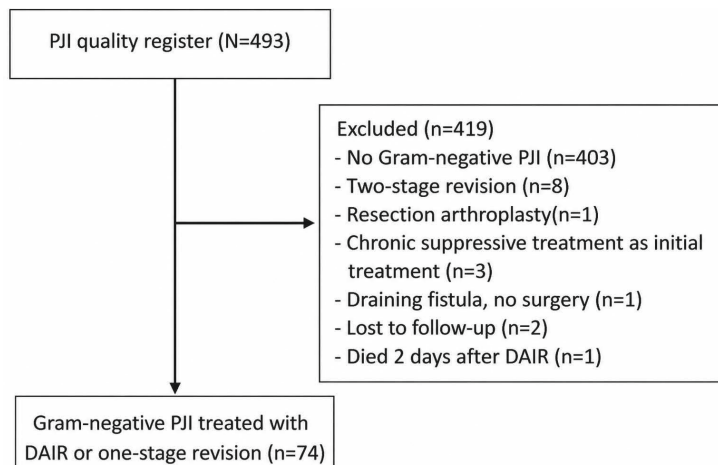 PJI quality register (N=493)
Excluded (n=419)
- No Gram-negative PJI (n=403)
- Two-stage revision (n=8)
- Resection arthroplasty(n=1)
- Chronic suppressive treatment as initial
treatment (n=3)
- Draining fistula, no surgery (n=1)
- Lost to follow-up (n=2)
- Died 2 days after DAIR (n=1)
Gram-negative PJI treated with
DAIR or one-stage revision (n=74)